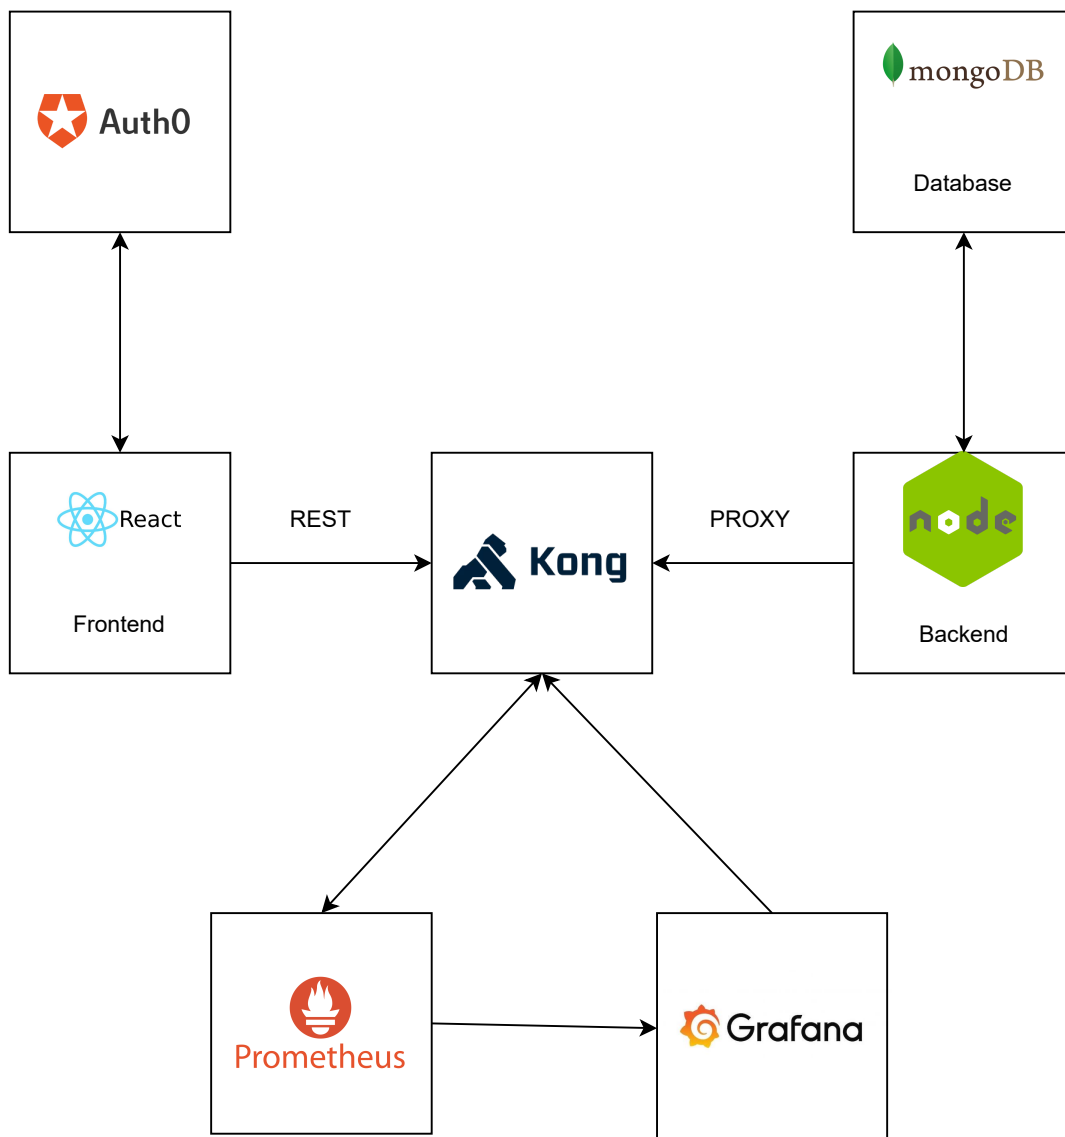 Auth0
mongoDB
Database
React
Frontend
REST
Kong
PROXY
node
Backend
Prometheus
Grafana